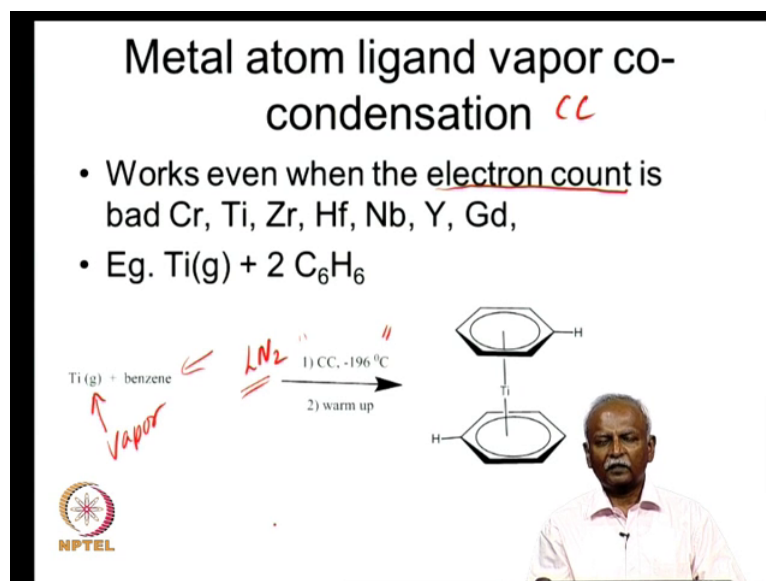 Metal atom ligand vapor co-
condensation CC
• Works even when the electron count is
bad Cr, Ti, Zr, Hf, Nb, Y, Gd,
• Eg. Ti(g) + 2 C₆H₆
Ti (g) + benzene
vapor
LN₂
1) CC, -196 ⁰C
2) warm up
H
Ti
H
NPTEL